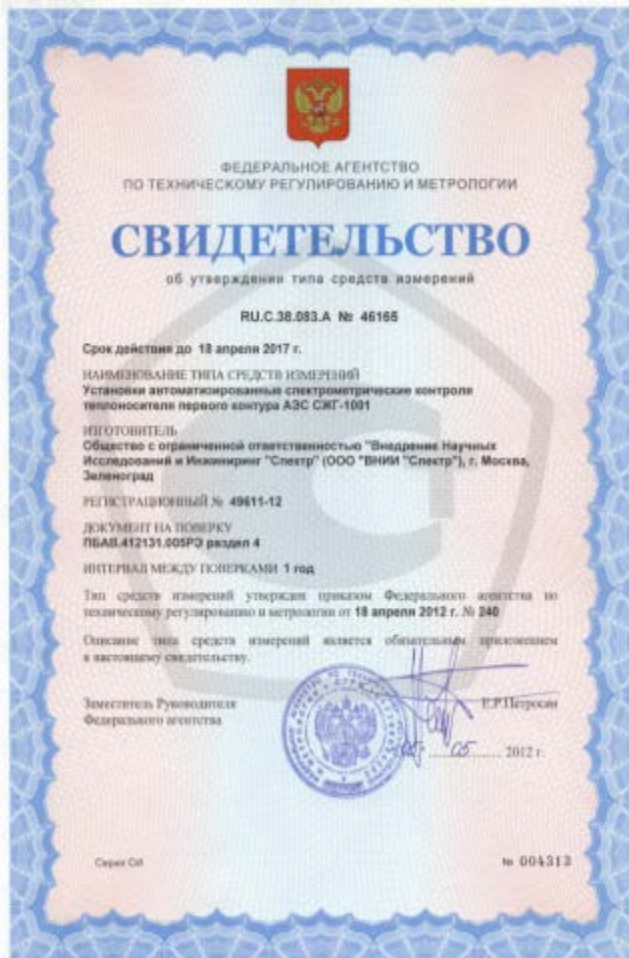 ФЕДЕРАЛЬНОЕ АГЕНТСТВО
ПО ТЕХНИЧЕСКОМУ РЕГУЛИРОВАНИЮ И МЕТРОЛОГИИ
СВИДЕТЕЛЬСТВО
об утверждении типа средств измерений
RU.C.38.083.A № 46165
Срок действия до 18 апреля 2017 г.
НАИМЕНОВАНИЕ ТИПА СРЕДСТВ ИЗМЕРЕНИЙ
Установки автоматизированные спектрометрические контроля
теплоносителя первого контура АЭС СЖГ-1001
ИЗГОТОВИТЕЛЬ
Общество с ограниченной ответственностью "Внедрение Научных
Исследований и Инжиниринг "Спектр" (ООО "ВНИИ "Спектр"), г. Москва,
Зеленоград
РЕГИСТРАЦИОННЫЙ № 49611-12
ДОКУМЕНТ НА ПОВЕРКУ
ПБАВ.412131.005РЭ раздел 4
ИНТЕРВАЛ МЕЖДУ ПОВЕРКАМИ 1 год
Тип средств измерений утвержден приказом Федерального агентства по
техническому регулированию и метрологии от 18 апреля 2012 г. № 240
Описание типа средств измерений является обязательным приложением
к настоящему свидетельству.
Заместитель Руководителя
Федерального агентства
Е.Р.Петросян
05 05 2012 г.
Серия СИ
№ 004313